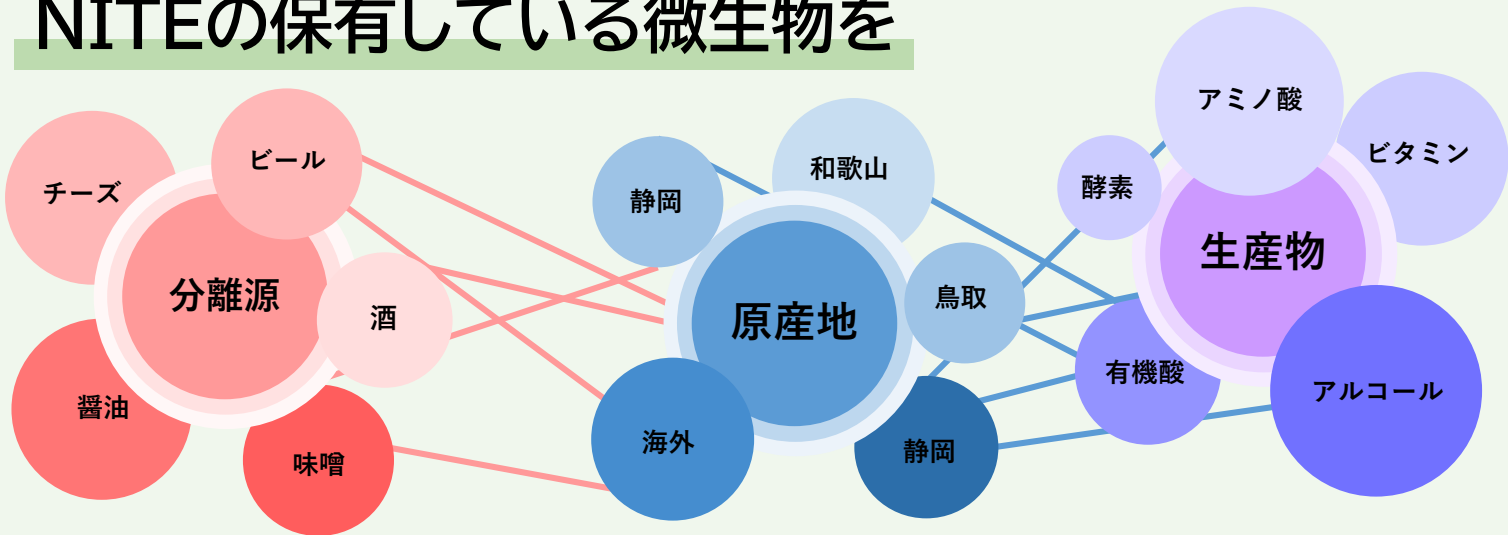 NITEの保有している微生物を
チーズ
ビール
分離源
酒
醤油
味噌
静岡
和歌山
原産地
鳥取
海外
静岡
アミノ酸
ビタミン
酵素
生産物
有機酸
アルコール